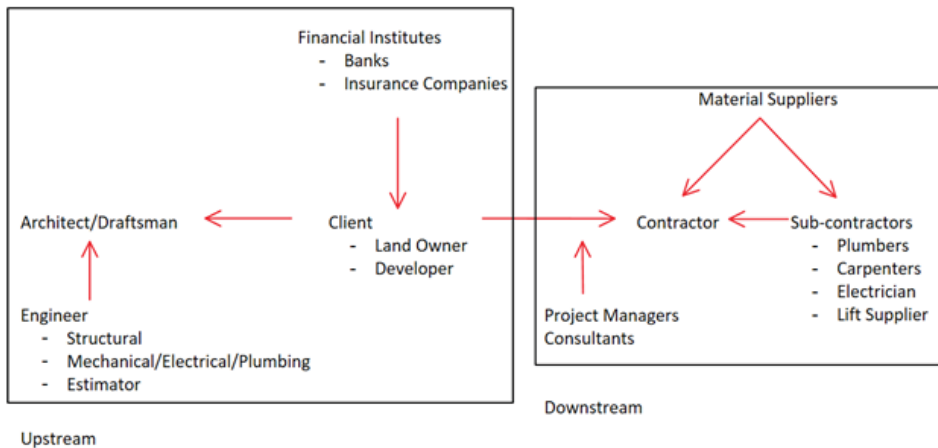 Financial Institutes
- Banks
- Insurance Companies
Architect/Draftsman
Client
- Land Owner
- Developer
Engineer
- Structural
- Mechanical/Electrical/Plumbing
- Estimator
Upstream
Material Suppliers
Contractor
Sub-contractors
- Plumbers
- Carpenters
- Electrician
- Lift Supplier
Project Managers
Consultants
Downstream